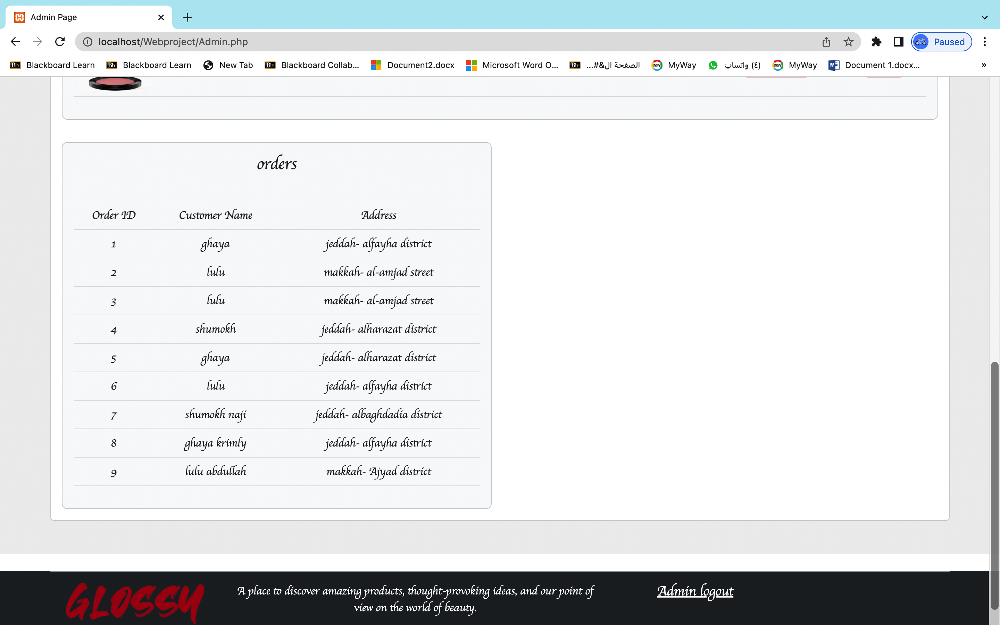 Admin Page
localhost/Webproject/Admin.php
Paused
Blackboard Learn
Blackboard Learn
New Tab
Blackboard Collab...
Document2.docx
Microsoft Word O...
الصفحة ال&#...
MyWay
(٤) واتساب
MyWay
Document 1.docx...
orders
Order ID Customer Name Address
1 ghaya jeddah- alfayha district
2 lulu makkah- al-amjad street
3 lulu makkah- al-amjad street
4 shumokh jeddah- alharazat district
5 ghaya jeddah- alharazat district
6 lulu jeddah- alfayha district
7 shumokh naji jeddah- albaghdadia district
8 ghaya krimly jeddah- alfayha district
9 lulu abdullah makkah- Ajyad district
GLOSSY
A place to discover amazing products, thought-provoking ideas, and our point of
view on the world of beauty.
Admin logout